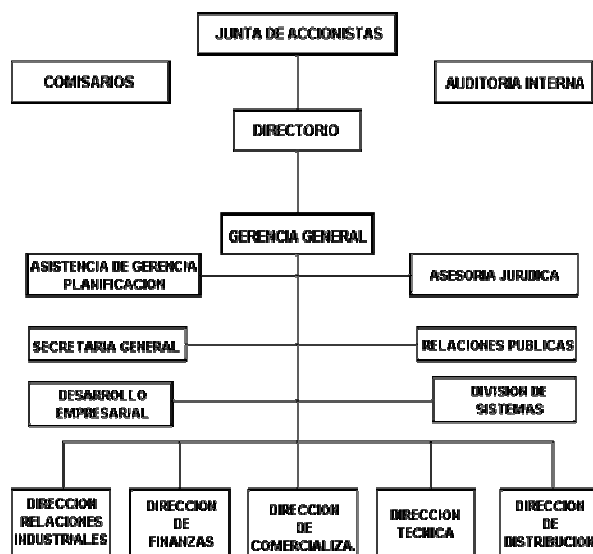 JUNTA DE ACCIONISTAS
COMISARIOS
AUDITORIA INTERNA
DIRECTORIO
GERENCIA GENERAL
ASISTENCIA DE GERENCIA
PLANIFICACION
ASESORIA JURIDICA
SECRETARIA GENERAL
RELACIONES PUBLICAS
DESARROLLO
EMPRESARIAL
DIVISION DE
SISTEMAS
DIRECCION
RELACIONES
INDUSTRIALES
DIRECCION
DE
FINANZAS
DIRECCION
DE
COMERCIALIZA.
DIRECCION
TECNICA
DIRECCION
DE
DISTRIBUCION